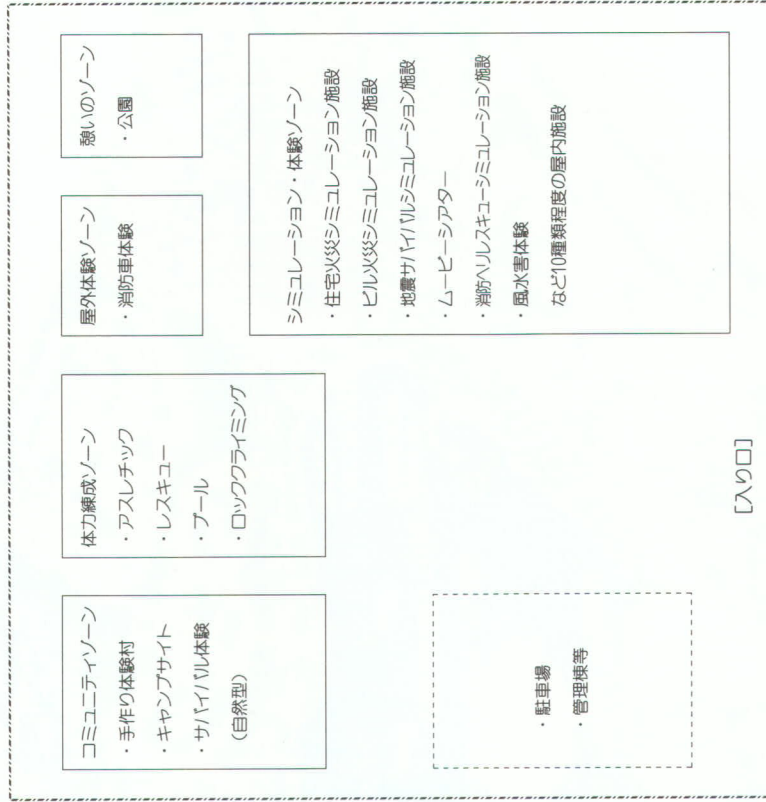 コミュニティゾーン
・手作り体験村
・キャンプサイト
・サバイバル体験
（自然型）
体力練成ゾーン
・アスレチック
・レスキュー
・プール
・ロッククライミング
屋外体験ゾーン
・消防車体験
憩いのゾーン
・公園
・駐車場
・管理棟等
シミュレーション・体験ゾーン
・住宅火災シミュレーション施設
・ビル火災シミュレーション施設
・地震サバイバルシミュレーション施設
・ムービーシアター
・消防ヘリレスキューシミュレーション施設
・風水害体験
など10種類程度の屋内施設
[入り口]